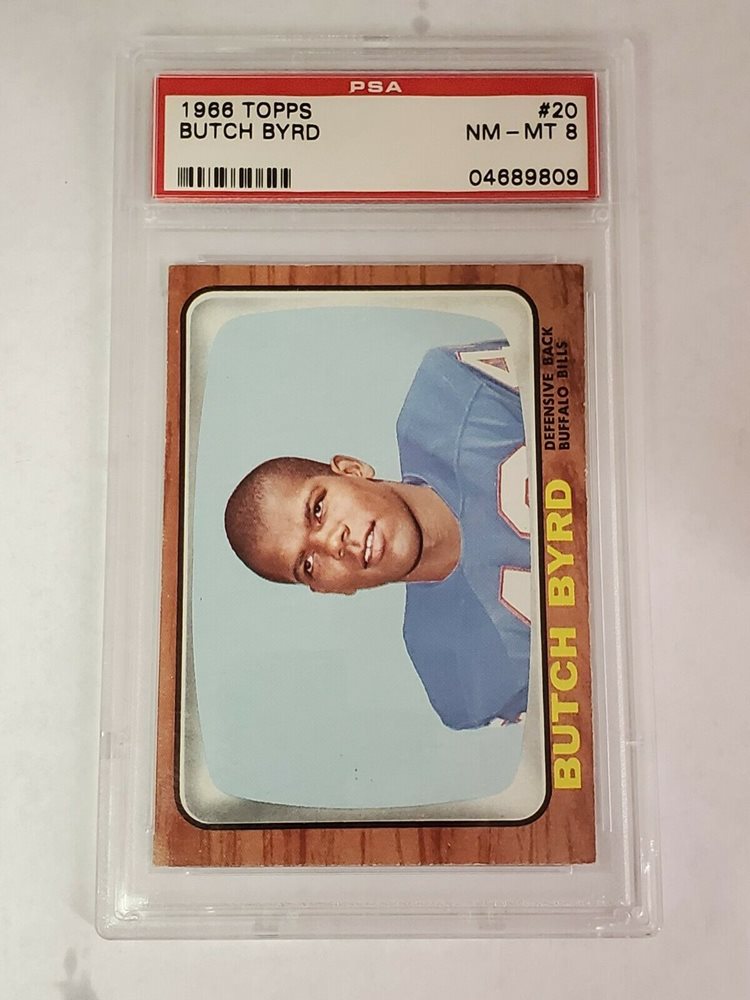 PSA
1966 TOPPS #20
BUTCH BYRD NM - MT 8
04689809
DEFENSIVE BACK
BUFFALO BILLS
BUTCH BYRD